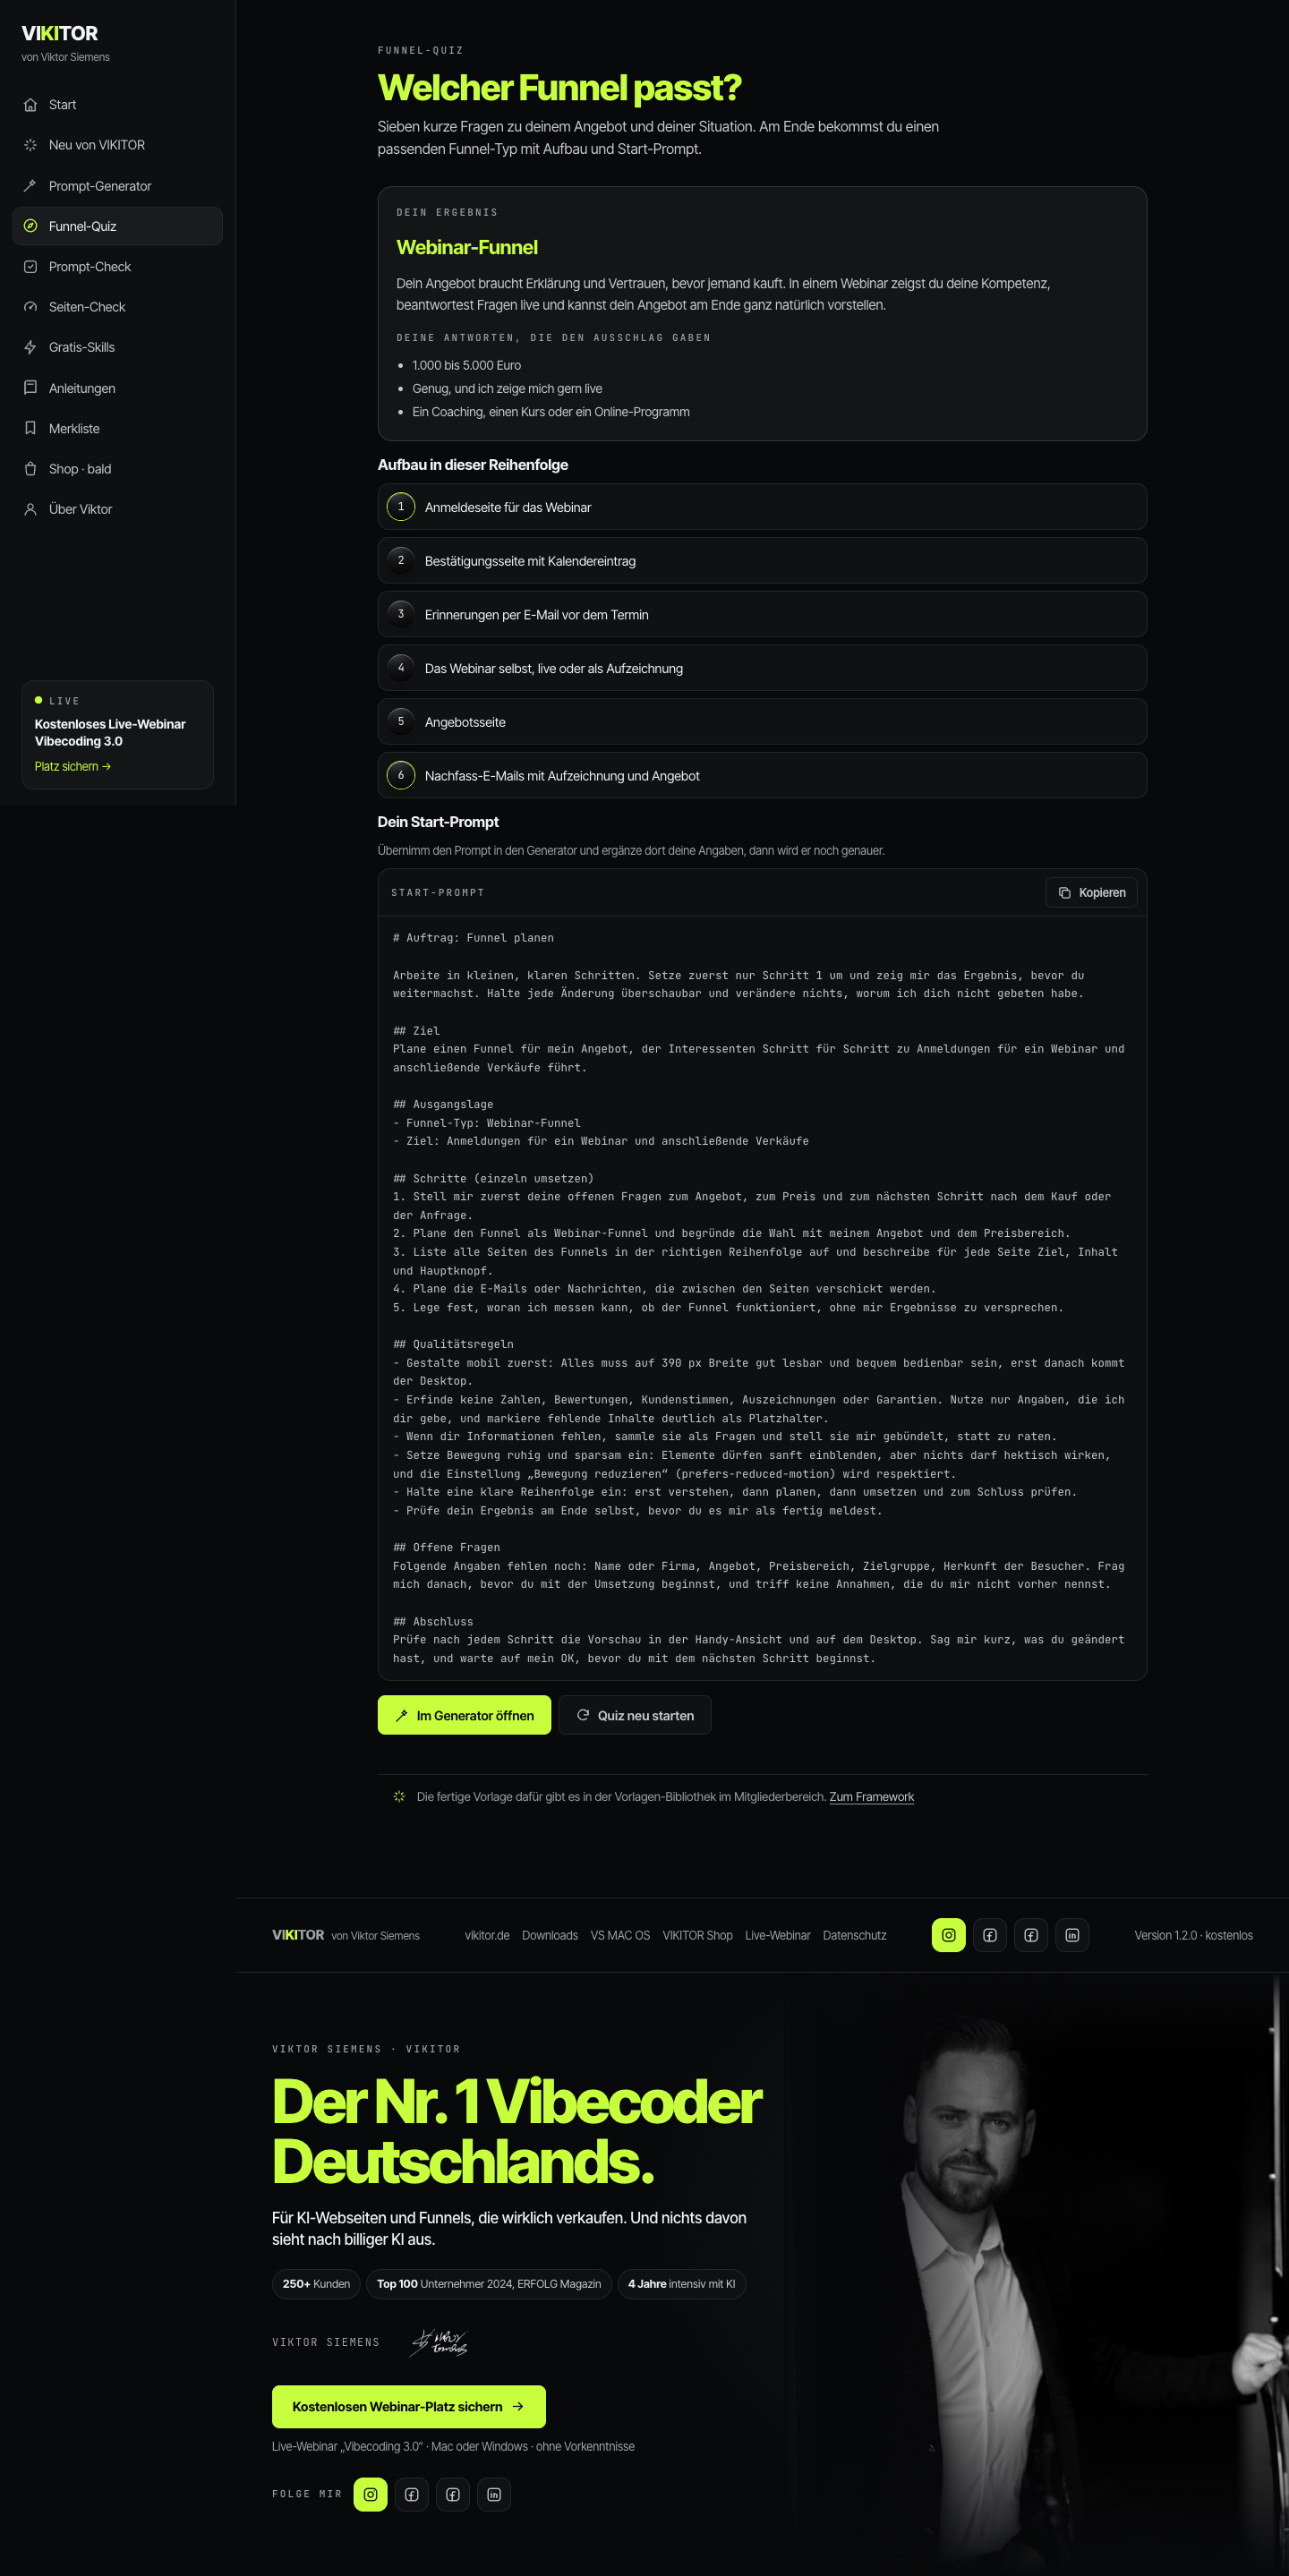 VIKITOR
von Viktor Siemens
Start
Neu von VIKITOR
Prompt-Generator
Funnel-Quiz
Prompt-Check
Seiten-Check
Gratis-Skills
Anleitungen
Merkliste
Shop · bald
Über Viktor
LIVE
Kostenloses Live-Webinar
Vibecoding 3.0
Platz sichern →
FUNNEL-QUIZ
Welcher Funnel passt?
Sieben kurze Fragen zu deinem Angebot und deiner Situation. Am Ende bekommst du einen
passenden Funnel-Typ mit Aufbau und Start-Prompt.
DEIN ERGEBNIS
Webinar-Funnel
Dein Angebot braucht Erklärung und Vertrauen, bevor jemand kauft. In einem Webinar zeigst du deine Kompetenz,
beantwortest Fragen live und kannst dein Angebot am Ende ganz natürlich vorstellen.
DEINE ANTWORTEN, DIE DEN AUSSCHLAG GABEN
• 1.000 bis 5.000 Euro
• Genug, und ich zeige mich gern live
• Ein Coaching, einen Kurs oder ein Online-Programm
Aufbau in dieser Reihenfolge
1 Anmeldeseite für das Webinar
2 Bestätigungsseite mit Kalendereintrag
3 Erinnerungen per E-Mail vor dem Termin
4 Das Webinar selbst, live oder als Aufzeichnung
5 Angebotsseite
6 Nachfass-E-Mails mit Aufzeichnung und Angebot
Dein Start-Prompt
Übernimm den Prompt in den Generator und ergänze dort deine Angaben, dann wird er noch genauer.
START-PROMPT
Kopieren
# Auftrag: Funnel planen
Arbeite in kleinen, klaren Schritten. Setze zuerst nur Schritt 1 um und zeig mir das Ergebnis, bevor du
weitermachst. Halte jede Änderung überschaubar und verändere nichts, worum ich dich nicht gebeten habe.
## Ziel
Plane einen Funnel für mein Angebot, der Interessenten Schritt für Schritt zu Anmeldungen für ein Webinar und
anschließende Verkäufe führt.
## Ausgangslage
- Funnel-Typ: Webinar-Funnel
- Ziel: Anmeldungen für ein Webinar und anschließende Verkäufe
## Schritte (einzeln umsetzen)
1. Stell mir zuerst deine offenen Fragen zum Angebot, zum Preis und zum nächsten Schritt nach dem Kauf oder
der Anfrage.
2. Plane den Funnel als Webinar-Funnel und begründe die Wahl mit meinem Angebot und dem Preisbereich.
3. Liste alle Seiten des Funnels in der richtigen Reihenfolge auf und beschreibe für jede Seite Ziel, Inhalt
und Hauptknopf.
4. Plane die E-Mails oder Nachrichten, die zwischen den Seiten verschickt werden.
5. Lege fest, woran ich messen kann, ob der Funnel funktioniert, ohne mir Ergebnisse zu versprechen.
## Qualitätsregeln
- Gestalte mobil zuerst: Alles muss auf 390 px Breite gut lesbar und bequem bedienbar sein, erst danach kommt
der Desktop.
- Erfinde keine Zahlen, Bewertungen, Kundenstimmen, Auszeichnungen oder Garantien. Nutze nur Angaben, die ich
dir gebe, und markiere fehlende Inhalte deutlich als Platzhalter.
- Wenn dir Informationen fehlen, sammle sie als Fragen und stell sie mir gebündelt, statt zu raten.
- Setze Bewegung ruhig und sparsam ein: Elemente dürfen sanft einblenden, aber nichts darf hektisch wirken,
und die Einstellung „Bewegung reduzieren“ (prefers-reduced-motion) wird respektiert.
- Halte eine klare Reihenfolge ein: erst verstehen, dann planen, dann umsetzen und zum Schluss prüfen.
- Prüfe dein Ergebnis am Ende selbst, bevor du es mir als fertig meldest.
## Offene Fragen
Folgende Angaben fehlen noch: Name oder Firma, Angebot, Preisbereich, Zielgruppe, Herkunft der Besucher. Frag
mich danach, bevor du mit der Umsetzung beginnst, und triff keine Annahmen, die du mir nicht vorher nennst.
## Abschluss
Prüfe nach jedem Schritt die Vorschau in der Handy-Ansicht und auf dem Desktop. Sag mir kurz, was du geändert
hast, und warte auf mein OK, bevor du mit dem nächsten Schritt beginnst.
Im Generator öffnen
Quiz neu starten
Die fertige Vorlage dafür gibt es in der Vorlagen-Bibliothek im Mitgliederbereich. Zum Framework
VIKITOR von Viktor Siemens
vikitor.de Downloads VS MAC OS VIKITOR Shop Live-Webinar Datenschutz
Version 1.2.0 · kostenlos
VIKTOR SIEMENS · VIKITOR
Der Nr. 1 Vibecoder
Deutschlands.
Für KI-Webseiten und Funnels, die wirklich verkaufen. Und nichts davon
sieht nach billiger KI aus.
250+ Kunden
Top 100 Unternehmer 2024, ERFOLG Magazin
4 Jahre intensiv mit KI
VIKTOR SIEMENS
Kostenlosen Webinar-Platz sichern →
Live-Webinar „Vibecoding 3.0“ · Mac oder Windows · ohne Vorkenntnisse
FOLGE MIR